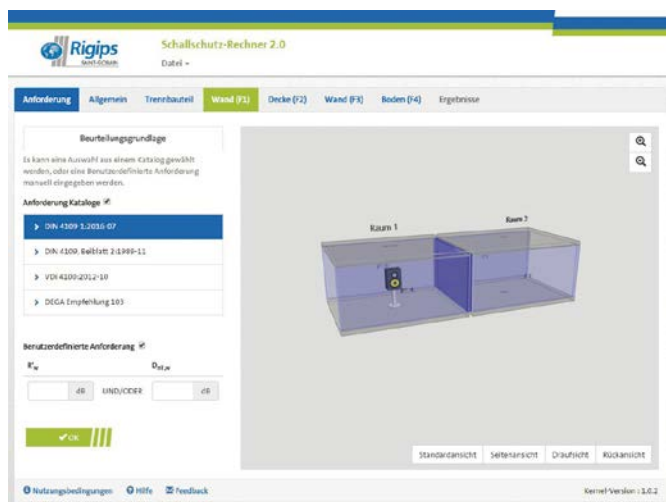 Rigips
SAINT-GOBAIN
Schallschutz-Rechner 2.0
Datei
Anforderung Allgemein Trennbauteil Wand (F1) Decke (F2) Wand (F3) Boden (F4) Ergebnisse
Beurteilungsgrundlage
Es kann eine Auswahl aus einem Katalog gewählt
werden, oder eine Benutzerdefinierte Anforderung
manuell eingegeben werden.
Anforderung Kataloge
DIN 4109-1:2016-07
DIN 4109, Beiblatt 2:1989-11
VDI 4100:2012-10
DEGA Empfehlung 103
Benutzerdefinierte Anforderung
R'w DnT,w
dB UND/ODER dB
OK
Raum 1
Raum 2
Standardansicht Seitenansicht Draufsicht Rückansicht
Nutzungsbedingungen Hilfe Feedback
Kernel-Version : 1.0.2